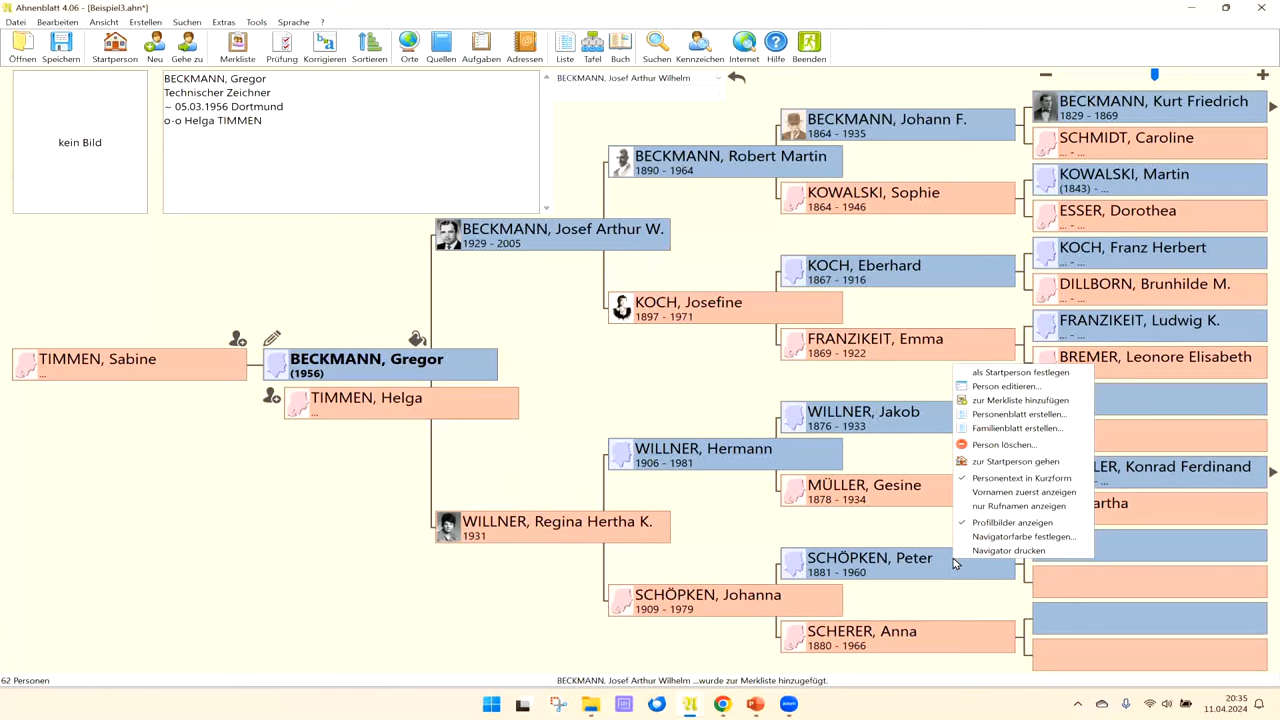 Ahnenblatt 4.06 - [Beispiel3.ahn*]
Datei Bearbeiten Ansicht Erstellen Suchen Extras Tools Sprache ?
Öffnen Speichern Startperson Neu Gehe zu Merkliste Prüfung Korrigieren Sortieren Orte Quellen Aufgaben Adressen Liste Tafel Buch Suchen Kennzeichen Internet Hilfe Beenden
kein Bild
BECKMANN, Gregor
Technischer Zeichner
~ 05.03.1956 Dortmund
o-o Helga TIMMEN
BECKMANN, Josef Arthur Wilhelm
TIMMEN, Sabine
...
BECKMANN, Gregor
(1956)
TIMMEN, Helga
...
BECKMANN, Josef Arthur W.
1929 - 2005
WILLNER, Regina Hertha K.
1931
BECKMANN, Robert Martin
1890 - 1964
KOCH, Josefine
1897 - 1971
WILLNER, Hermann
1906 - 1981
SCHÖPKEN, Johanna
1909 - 1979
BECKMANN, Johann F.
1864 - 1935
KOWALSKI, Sophie
1864 - 1946
KOCH, Eberhard
1867 - 1916
FRANZIKEIT, Emma
1869 - 1922
WILLNER, Jakob
1876 - 1933
MÜLLER, Gesine
1878 - 1934
SCHÖPKEN, Peter
1881 - 1960
SCHERER, Anna
1880 - 1966
BECKMANN, Kurt Friedrich
1829 - 1869
SCHMIDT, Caroline
... - ...
KOWALSKI, Martin
(1843) - ...
ESSER, Dorothea
... - ...
KOCH, Franz Herbert
... - ...
DILLBORN, Brunhilde M.
... - ...
FRANZIKEIT, Ludwig K.
... - ...
BREMER, Leonore Elisabeth
LER, Konrad Ferdinand
...
artha
als Startperson festlegen
Person editieren...
zur Merkliste hinzufügen
Personenblatt erstellen...
Familienblatt erstellen...
Person löschen...
zur Startperson gehen
Personentext in Kurzform
Vornamen zuerst anzeigen
nur Rufnamen anzeigen
Profilbilder anzeigen
Navigatorfarbe festlegen...
Navigator drucken
62 Personen
BECKMANN, Josef Arthur Wilhelm ...wurde zur Merkliste hinzugefügt.
20:35
11.04.2024